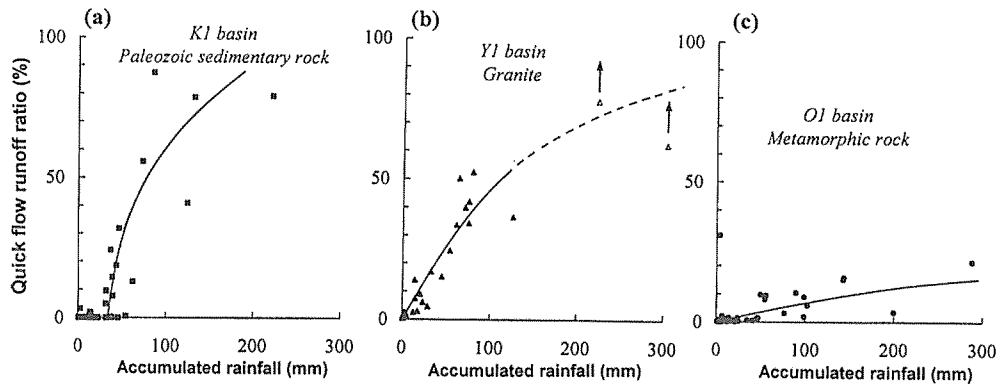 (a)
K1 basin
Paleozoic sedimentary rock
Quick flow runoff ratio (%)
100
50
0
0 100 200 300
Accumulated rainfall (mm)
(b)
Y1 basin
Granite
100
50
0
0 100 200 300
Accumulated rainfall (mm)
(c)
O1 basin
Metamorphic rock
100
50
0
0 100 200 300
Accumulated rainfall (mm)